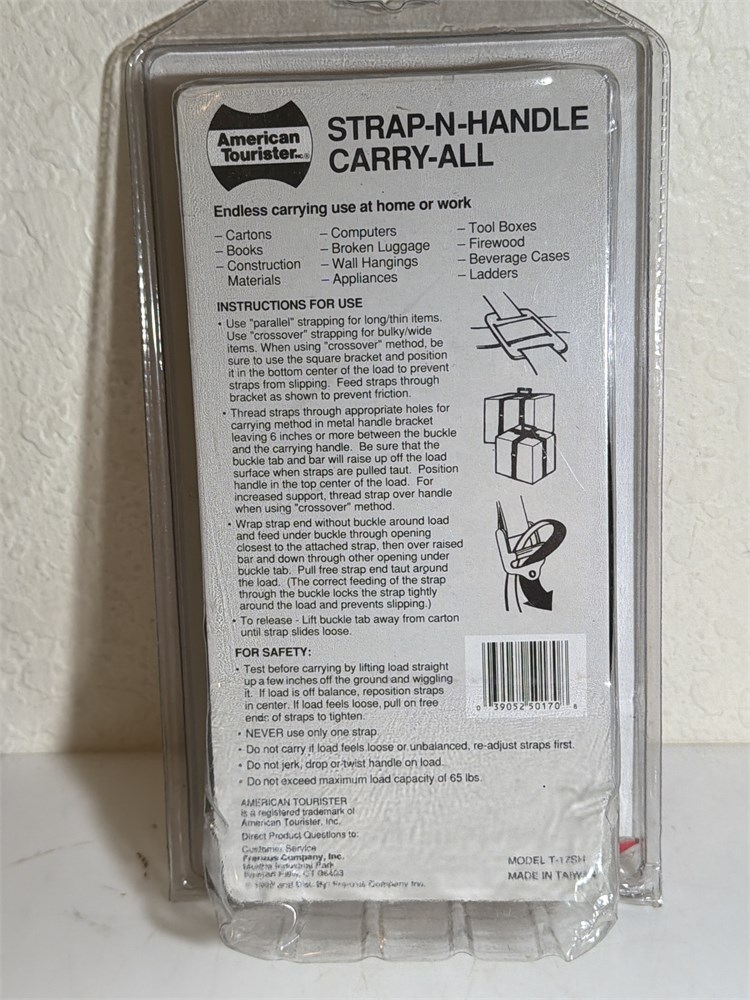 American
Tourister INC.®
STRAP-N-HANDLE
CARRY-ALL
Endless carrying use at home or work
– Cartons
– Books
– Construction
Materials
– Computers
– Broken Luggage
– Wall Hangings
– Appliances
– Tool Boxes
– Firewood
– Beverage Cases
– Ladders
INSTRUCTIONS FOR USE
• Use "parallel" strapping for long/thin items.
Use "crossover" strapping for bulky/wide
items. When using "crossover" method, be
sure to use the square bracket and position
it in the bottom center of the load to prevent
straps from slipping. Feed straps through
bracket as shown to prevent friction.
• Thread straps through appropriate holes for
carrying method in metal handle bracket
leaving 6 inches or more between the buckle
and the carrying handle. Be sure that the
buckle tab and bar will raise up off the load
surface when straps are pulled taut. Position
handle in the top center of the load. For
increased support, thread strap over handle
when using "crossover" method.
• Wrap strap end without buckle around load
and feed under buckle through opening
closest to the attached strap, then over raised
bar and down through other opening under
buckle tab. Pull free strap end taut around
the load. (The correct feeding of the strap
through the buckle locks the strap tightly
around the load and prevents slipping.)
• To release - Lift buckle tab away from carton
until strap slides loose.
FOR SAFETY:
• Test before carrying by lifting load straight
up a few inches off the ground and wiggling
it. If load is off balance, reposition straps
in center. If load feels loose, pull on free
ends of straps to tighten.
• NEVER use only one strap.
• Do not carry if load feels loose or unbalanced, re-adjust straps first.
• Do not jerk, drop or twist handle on load.
• Do not exceed maximum load capacity of 65 lbs.
0 39052 50170 6
AMERICAN TOURISTER
is a registered trademark of
American Tourister, Inc.
Direct Product Questions to:
Customer Service
Franzus Company, Inc.
Industrial Park
CT 06403
Franzus Company Inc.
MODEL T-17SH
MADE IN TAIWA